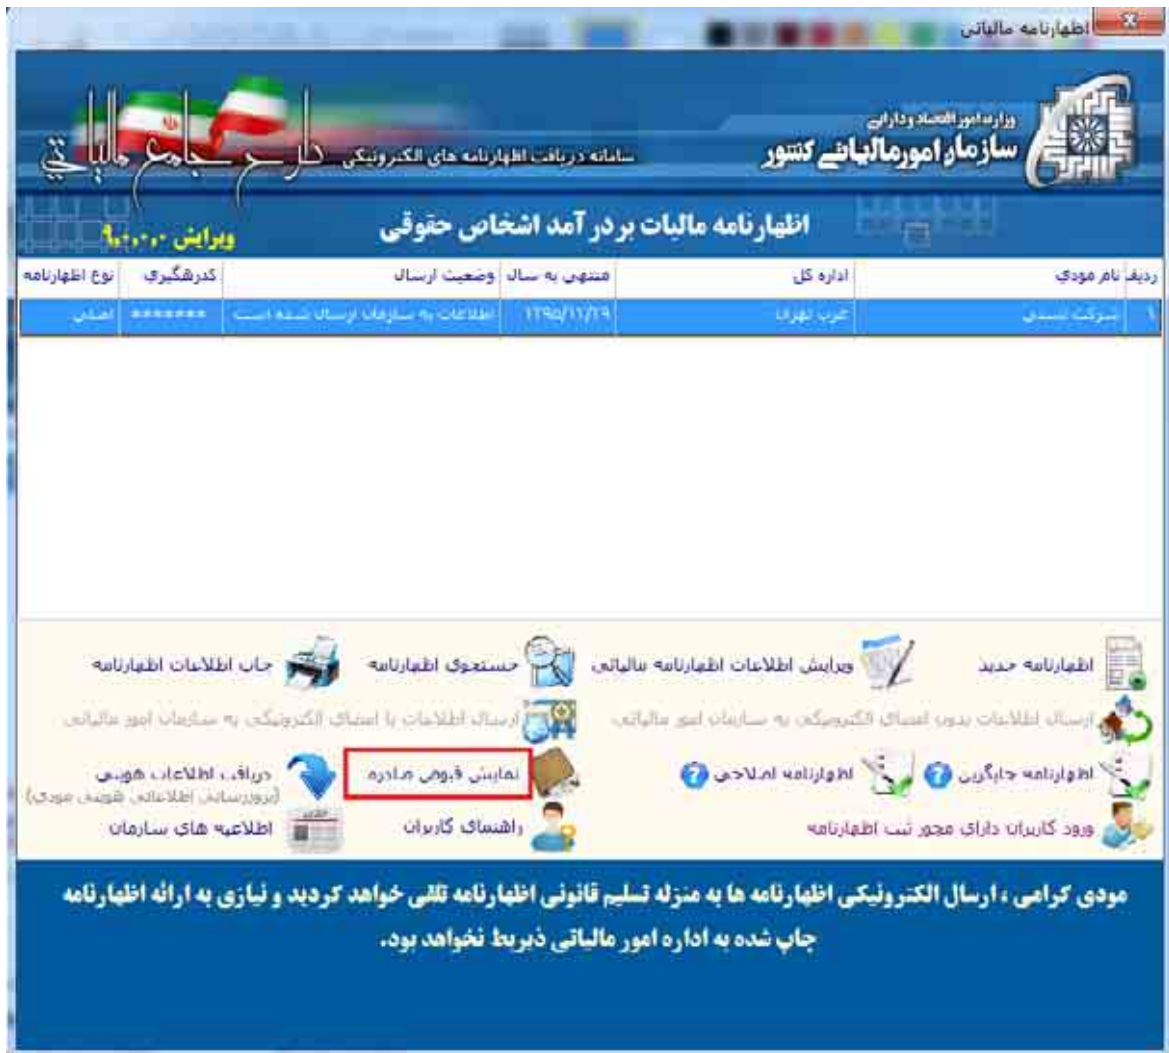 اظهارنامه مالیاتی
وزارت امور اقتصاد و دارایی
سازمان امور مالیاتی کشور
سامانه دریافت اظهارنامه های الکترونیکی
طرح جامع مالیاتی
اظهارنامه مالیات بر درآمد اشخاص حقوقی
ویرایش ۹,۰,۰,۰
ردیف نام مودی اداره کل منتهی به سال وضعیت ارسال کدرهگیری نوع اظهارنامه
۱ شرکت تستی غرب تهران ۱۳۹۵/۱۲/۲۹ اطلاعات به سازمان ارسال شده است ******* اصلی
اظهارنامه جدید ویرایش اطلاعات اظهارنامه مالیاتی جستجوی اظهارنامه چاپ اطلاعات اظهارنامه
ارسال اطلاعات بدون امضای الکترونیکی به سازمان امور مالیاتی ارسال اطلاعات با امضای الکترونیکی به سازمان امور مالیاتی
اظهارنامه جایگزین ? اظهارنامه اصلاحی ? نمایش قبوض صادره دریافت اطلاعات هویتی
(بروزرسانی اطلاعاتی هویتی مودی)
ورود کاربران دارای مجوز ثبت اظهارنامه راهنمای کاربران اطلاعیه های سازمان
مودی گرامی ، ارسال الکترونیکی اظهارنامه ها به منزله تسلیم قانونی اظهارنامه تلقی خواهد گردید و نیازی به ارائه اظهارنامه
چاپ شده به اداره امور مالیاتی ذیربط نخواهد بود.